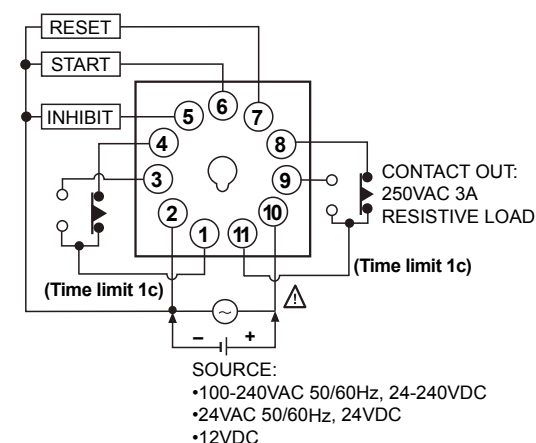 RESET
START
INHIBIT
6
5
7
4
8
3
9
2
10
1
11
CONTACT OUT:
250VAC 3A
RESISTIVE LOAD
(Time limit 1c)
(Time limit 1c)
~
!
– +
SOURCE:
•100-240VAC 50/60Hz, 24-240VDC
•24VAC 50/60Hz, 24VDC
•12VDC